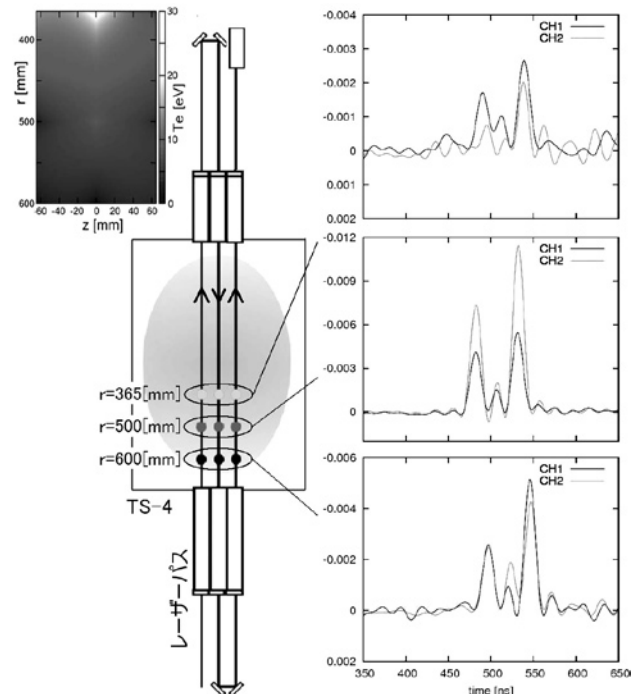 400
500
600
r [mm]
-60 -40 -20 0 20 40 60
z [mm]
30
20
10
0
Te [eV]
r=365[mm]
r=500[mm]
r=600[mm]
TS-4
レーザーパス
-0.004
-0.003
-0.002
-0.001
0
0.001
0.002
CH1
CH2
-0.012
-0.009
-0.006
-0.003
0
CH1
CH2
-0.006
-0.004
-0.002
0
0.002
CH1
CH2
350 400 450 500 550 600 650
time [ns]